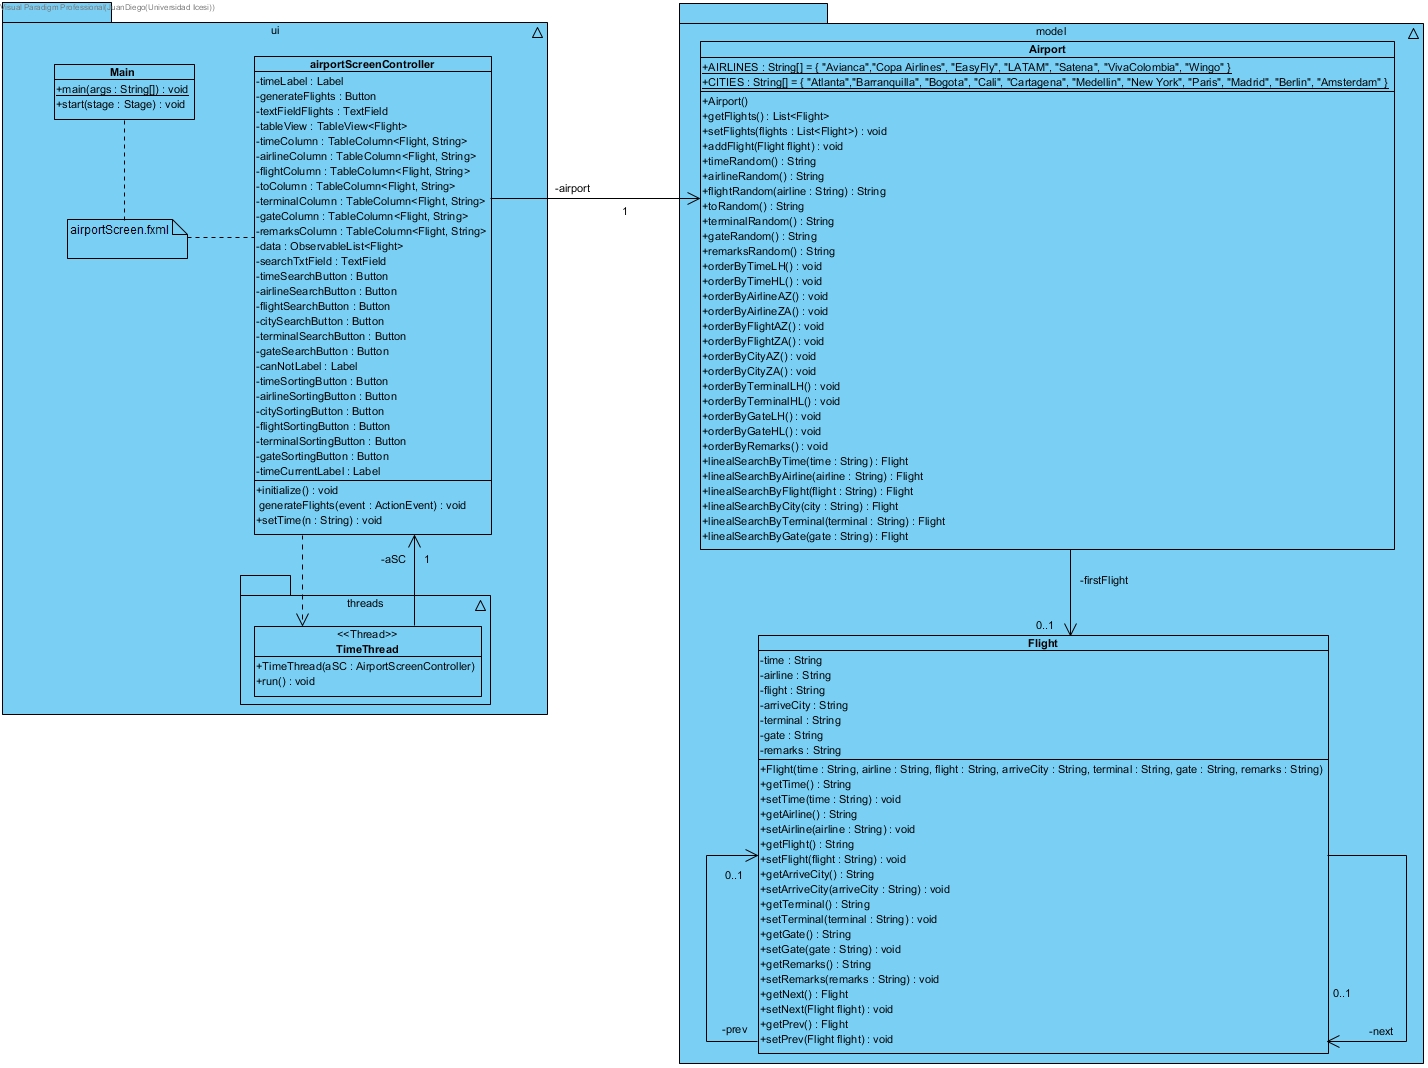 Visual Paradigm Professional(JuanDiego(Universidad Icesi))
ui
Main
+main(args : String[]) : void
+start(stage : Stage) : void
airportScreen.fxml
airportScreenController
-timeLabel : Label
-generateFlights : Button
-textFieldFlights : TextField
-tableView : TableView<Flight>
-timeColumn : TableColumn<Flight, String>
-airlineColumn : TableColumn<Flight, String>
-flightColumn : TableColumn<Flight, String>
-toColumn : TableColumn<Flight, String>
-terminalColumn : TableColumn<Flight, String>
-gateColumn : TableColumn<Flight, String>
-remarksColumn : TableColumn<Flight, String>
-data : ObservableList<Flight>
-searchTxtField : TextField
-timeSearchButton : Button
-airlineSearchButton : Button
-flightSearchButton : Button
-citySearchButton : Button
-terminalSearchButton : Button
-gateSearchButton : Button
-canNotLabel : Label
-timeSortingButton : Button
-airlineSortingButton : Button
-citySortingButton : Button
-flightSortingButton : Button
-terminalSortingButton : Button
-gateSortingButton : Button
-timeCurrentLabel : Label
+initialize() : void
generateFlights(event : ActionEvent) : void
+setTime(n : String) : void
-aSC
1
threads
<<Thread>>
TimeThread
+TimeThread(aSC : AirportScreenController)
+run() : void
-airport
1
model
Airport
+AIRLINES : String[] = { "Avianca","Copa Airlines", "EasyFly", "LATAM", "Satena", "VivaColombia", "Wingo" }
+CITIES : String[] = { "Atlanta","Barranquilla", "Bogota", "Cali", "Cartagena", "Medellin", "New York", "Paris", "Madrid", "Berlin", "Amsterdam" }
+Airport()
+getFlights() : List<Flight>
+setFlights(flights : List<Flight>) : void
+addFlight(Flight flight) : void
+timeRandom() : String
+airlineRandom() : String
+flightRandom(airline : String) : String
+toRandom() : String
+terminalRandom() : String
+gateRandom() : String
+remarksRandom() : String
+orderByTimeLH() : void
+orderByTimeHL() : void
+orderByAirlineAZ() : void
+orderByAirlineZA() : void
+orderByFlightAZ() : void
+orderByFlightZA() : void
+orderByCityAZ() : void
+orderByCityZA() : void
+orderByTerminalLH() : void
+orderByTerminalHL() : void
+orderByGateLH() : void
+orderByGateHL() : void
+orderByRemarks() : void
+linealSearchByTime(time : String) : Flight
+linealSearchByAirline(airline : String) : Flight
+linealSearchByFlight(flight : String) : Flight
+linealSearchByCity(city : String) : Flight
+linealSearchByTerminal(terminal : String) : Flight
+linealSearchByGate(gate : String) : Flight
-firstFlight
0..1
Flight
-time : String
-airline : String
-flight : String
-arriveCity : String
-terminal : String
-gate : String
-remarks : String
+Flight(time : String, airline : String, flight : String, arriveCity : String, terminal : String, gate : String, remarks : String)
+getTime() : String
+setTime(time : String) : void
+getAirline() : String
+setAirline(airline : String) : void
+getFlight() : String
+setFlight(flight : String) : void
+getArriveCity() : String
+setArriveCity(arriveCity : String) : void
+getTerminal() : String
+setTerminal(terminal : String) : void
+getGate() : String
+setGate(gate : String) : void
+getRemarks() : String
+setRemarks(remarks : String) : void
+getNext() : Flight
+setNext(Flight flight) : void
+getPrev() : Flight
+setPrev(Flight flight) : void
0..1
-prev
0..1
-next